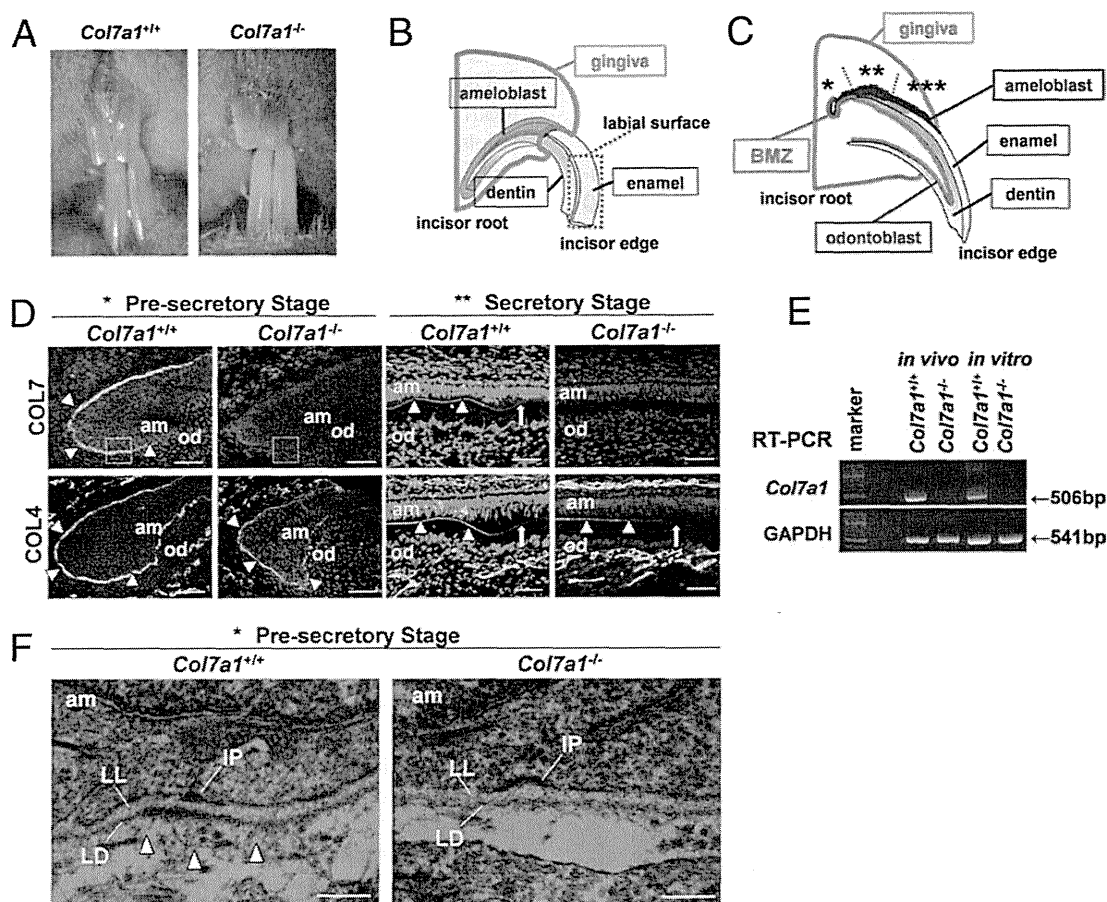 A
Col7a1+/+
Col7a1-/-
B
gingiva
ameloblast
labial surface
dentin
enamel
incisor root
incisor edge
C
gingiva
*
**
***
ameloblast
BMZ
enamel
incisor root
dentin
odontoblast
incisor edge
D
* Pre-secretory Stage
** Secretory Stage
Col7a1+/+
Col7a1-/-
Col7a1+/+
Col7a1-/-
COL7
am
am
od
am
am
od
am
od
am
od
COL4
am
od
am
od
am
od
am
od
E
in vivo
in vitro
marker
Col7a1+/+
Col7a1-/-
Col7a1+/+
Col7a1-/-
RT-PCR
Col7a1
←506bp
GAPDH
←541bp
F
* Pre-secretory Stage
Col7a1+/+
Col7a1-/-
am
IP
LL
LD
am
IP
LL
LD